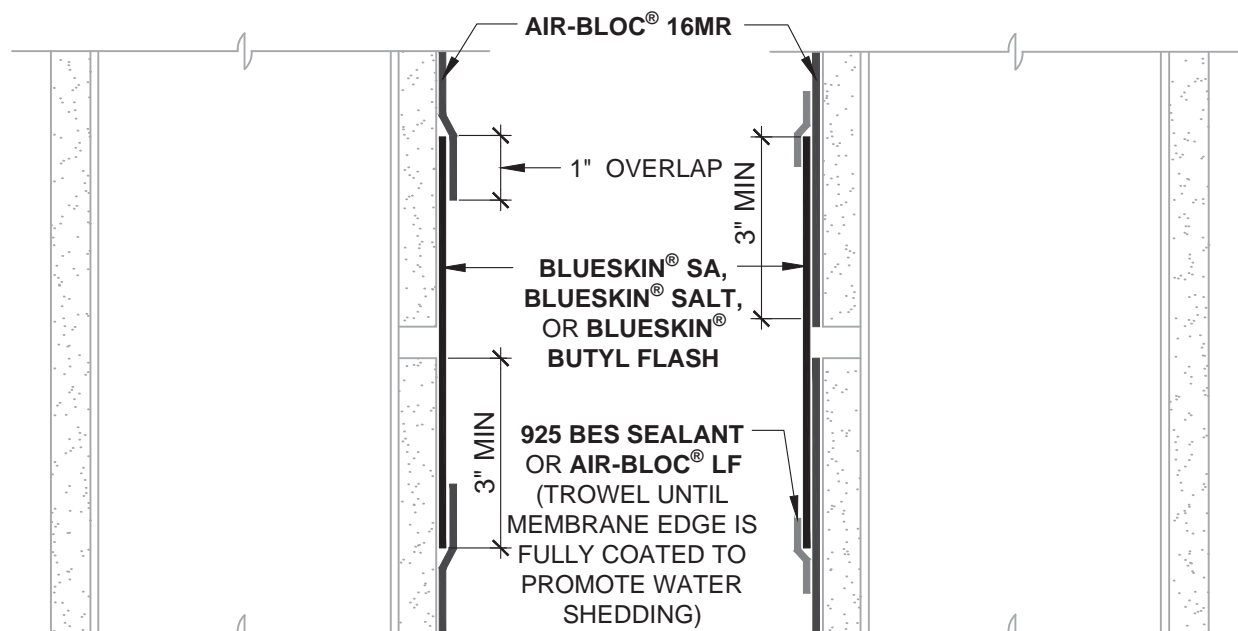 AIR-BLOC® 16MR
1" OVERLAP
3" MIN
BLUESKIN® SA,
BLUESKIN® SALT,
OR BLUESKIN®
BUTYL FLASH
3" MIN
925 BES SEALANT
OR AIR-BLOC® LF
(TROWEL UNTIL
MEMBRANE EDGE IS
FULLY COATED TO
PROMOTE WATER
SHEDDING)